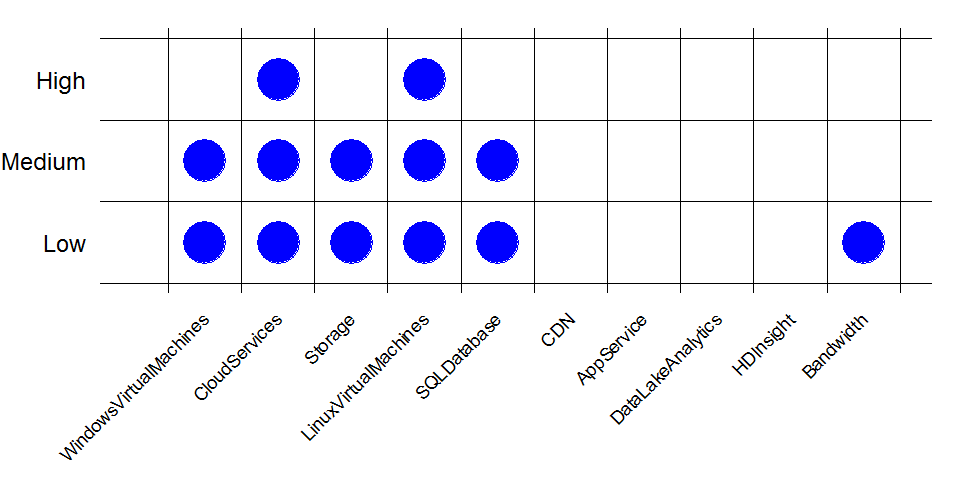 High
Medium
Low
WindowsVirtualMachines
CloudServices
Storage
LinuxVirtualMachines
SQLDatabase
CDN
AppService
DataLakeAnalytics
HDInsight
Bandwidth